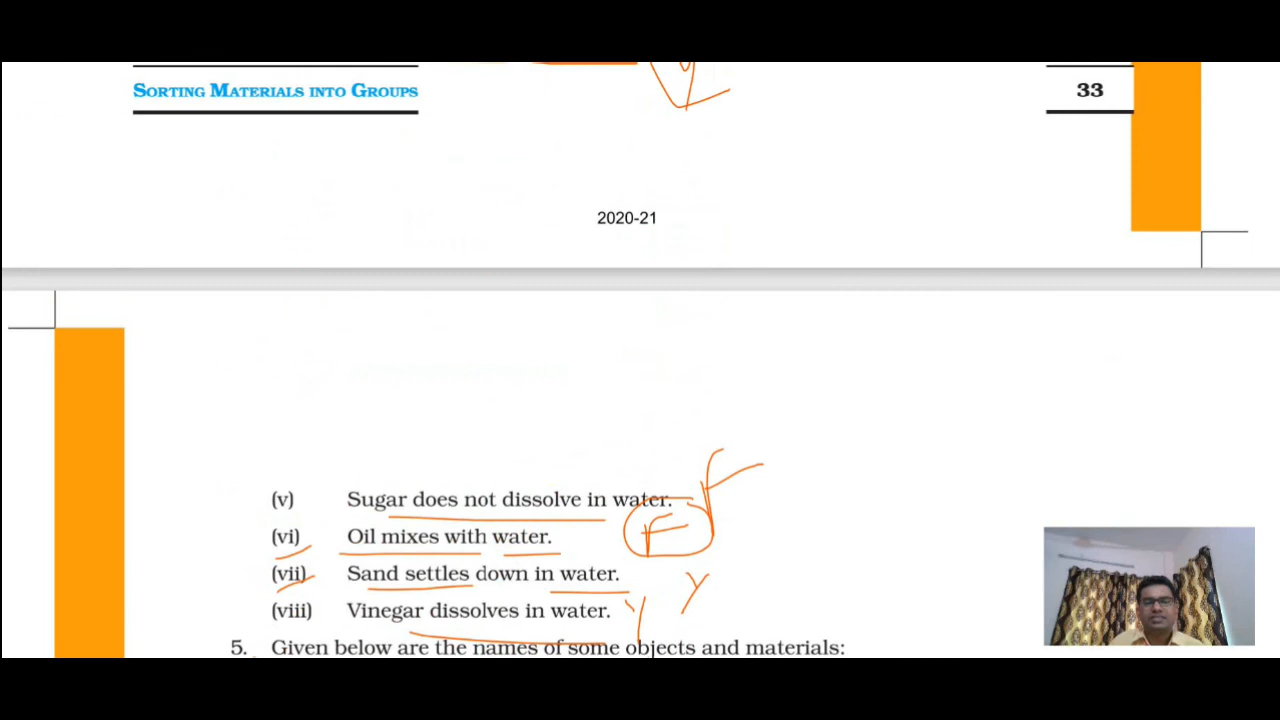 SORTING MATERIALS INTO GROUPS
33
2020-21
(v) Sugar does not dissolve in water. F
(vi) Oil mixes with water. F
(vii) Sand settles down in water. Y
(viii) Vinegar dissolves in water. Y
5. Given below are the names of some objects and materials: